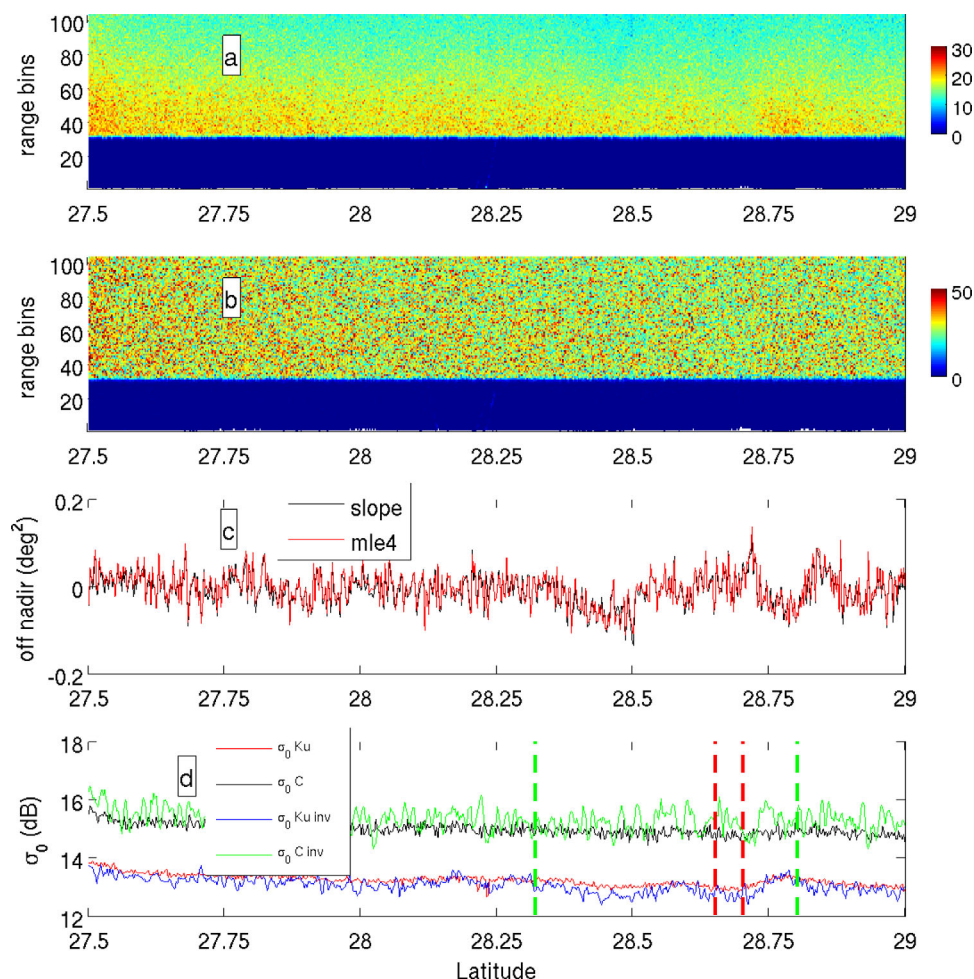 100
80
60
40
20
range bins
a
30
20
10
0
27.5 27.75 28 28.25 28.5 28.75 29
100
80
60
40
20
range bins
b
50
0
27.5 27.75 28 28.25 28.5 28.75 29
0.2
0
-0.2
off nadir (deg²)
c
slope
mle4
27.5 27.75 28 28.25 28.5 28.75 29
18
16
14
12
σ₀ (dB)
d
σ₀ Ku
σ₀ C
σ₀ Ku inv
σ₀ C inv
27.5 27.75 28 28.25 28.5 28.75 29
Latitude